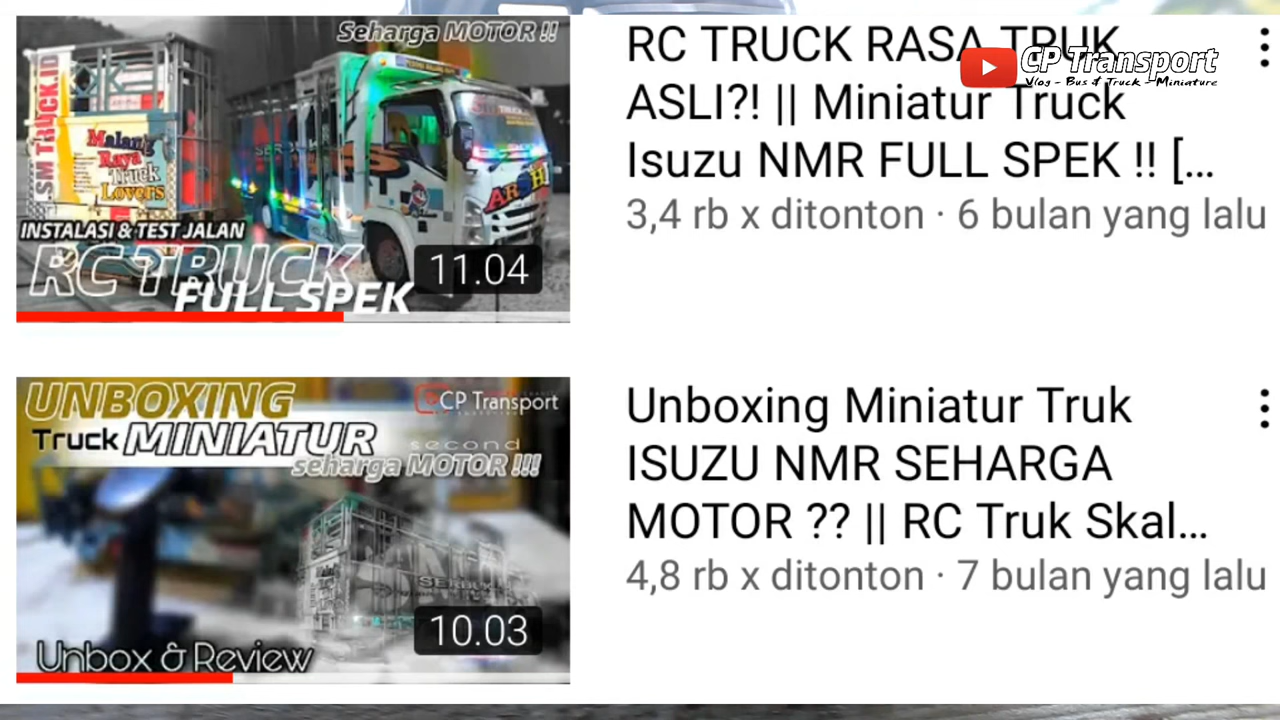 Seharga MOTOR !!
SM TRUCK.ID
Malang
Raya
Truck
Lovers
ARSHI
INSTALASI & TEST JALAN
RC TRUCK
FULL SPEK
11.04
RC TRUCK RASA TRUK
ASLI?! || Miniatur Truck
Isuzu NMR FULL SPEK !! [...
3,4 rb x ditonton · 6 bulan yang lalu
CP Transport
Vlog - Bus & Truck - Miniature
UNBOXING
Truck MINIATUR
second
seharga MOTOR !!!
CP Transport
SERBUK
Unbox & Review
10.03
Unboxing Miniatur Truk
ISUZU NMR SEHARGA
MOTOR ?? || RC Truk Skal...
4,8 rb x ditonton · 7 bulan yang lalu